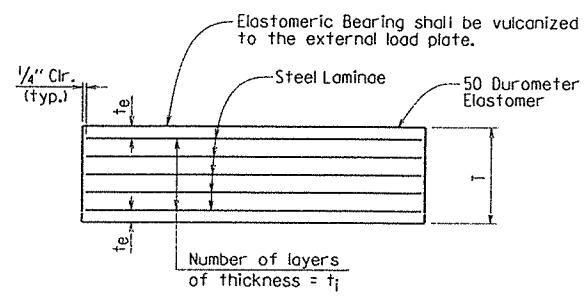 Elastomeric Bearing shall be vulcanized
to the external load plate.
1/4" Clr.
(typ.)
te
Steel Laminae
50 Durometer
Elastomer
T
te
Number of layers
of thickness = ti